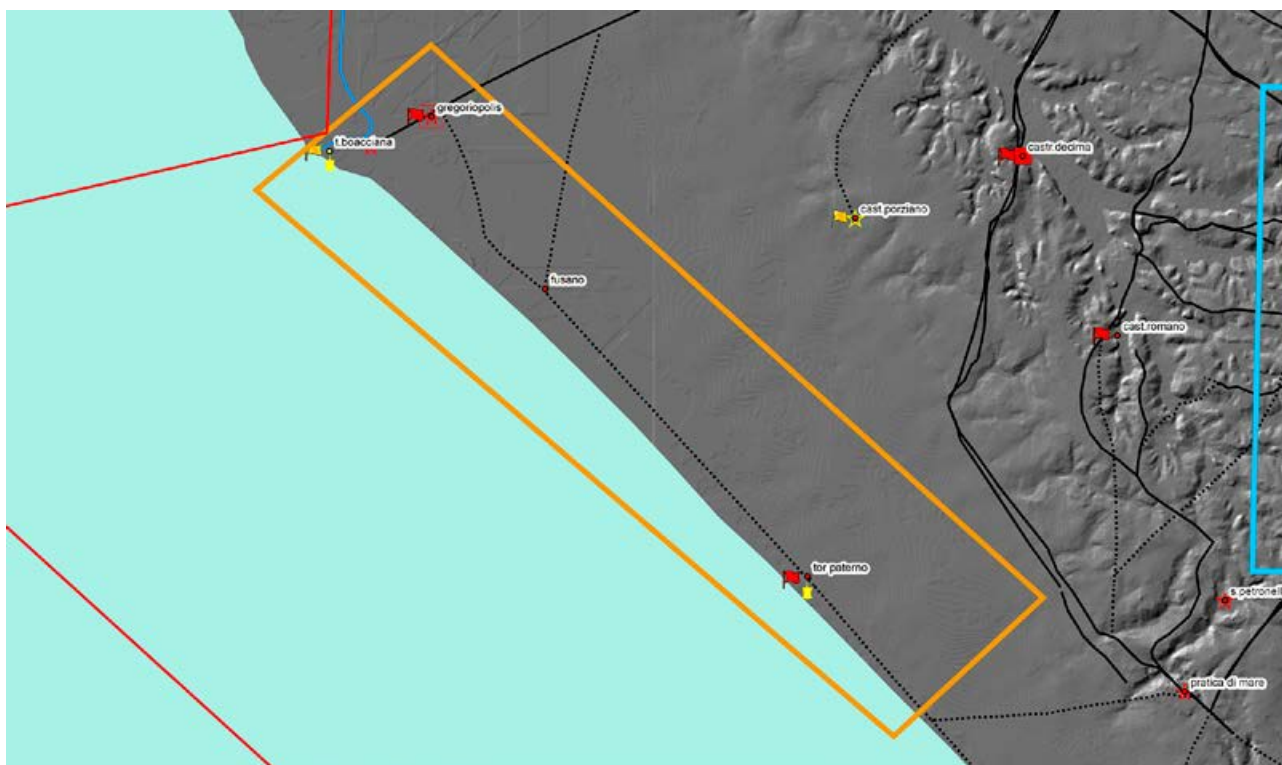 gregoriopolis
t.boacciana
castr.decima
cast.porziano
fusano
cast.romano
tor paterno
s.petronell
pratica di mare